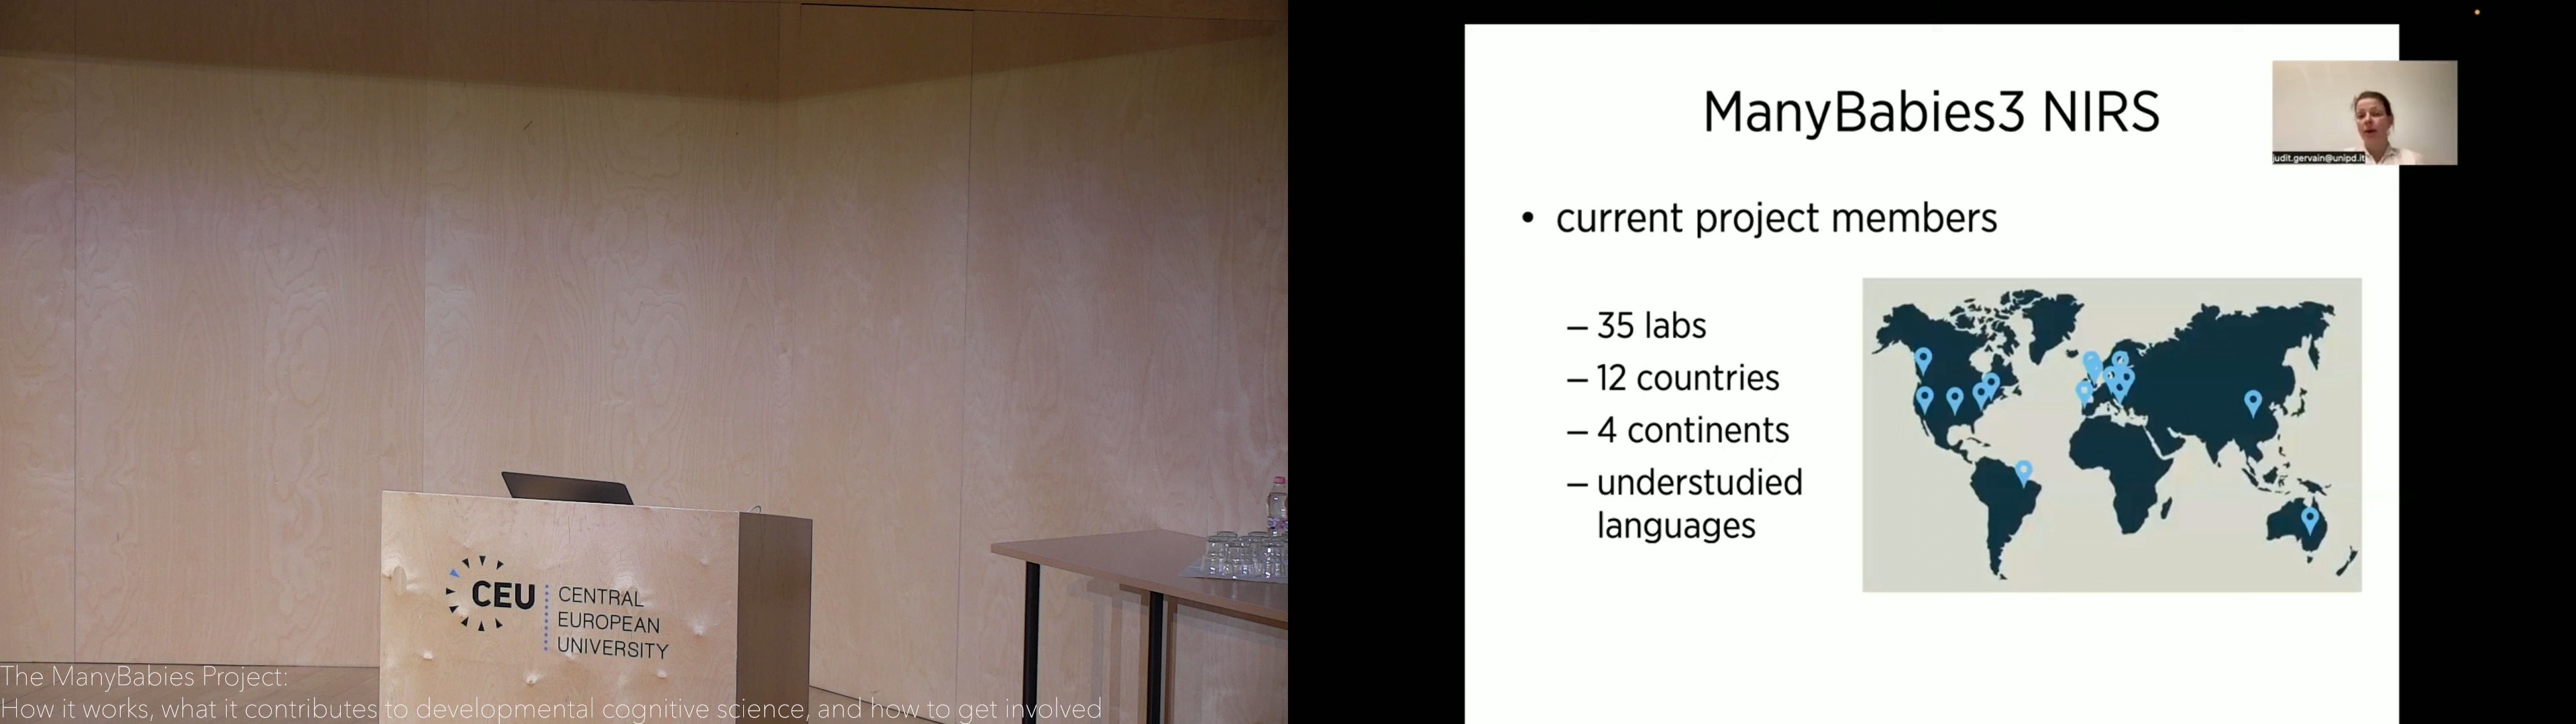 CEU
CENTRAL
EUROPEAN
UNIVERSITY
The ManyBabies Project:
How it works, what it contributes to developmental cognitive science, and how to get involved
ManyBabies3 NIRS
judit.gervain@unipd.it
• current project members
– 35 labs
– 12 countries
– 4 continents
– understudied
languages